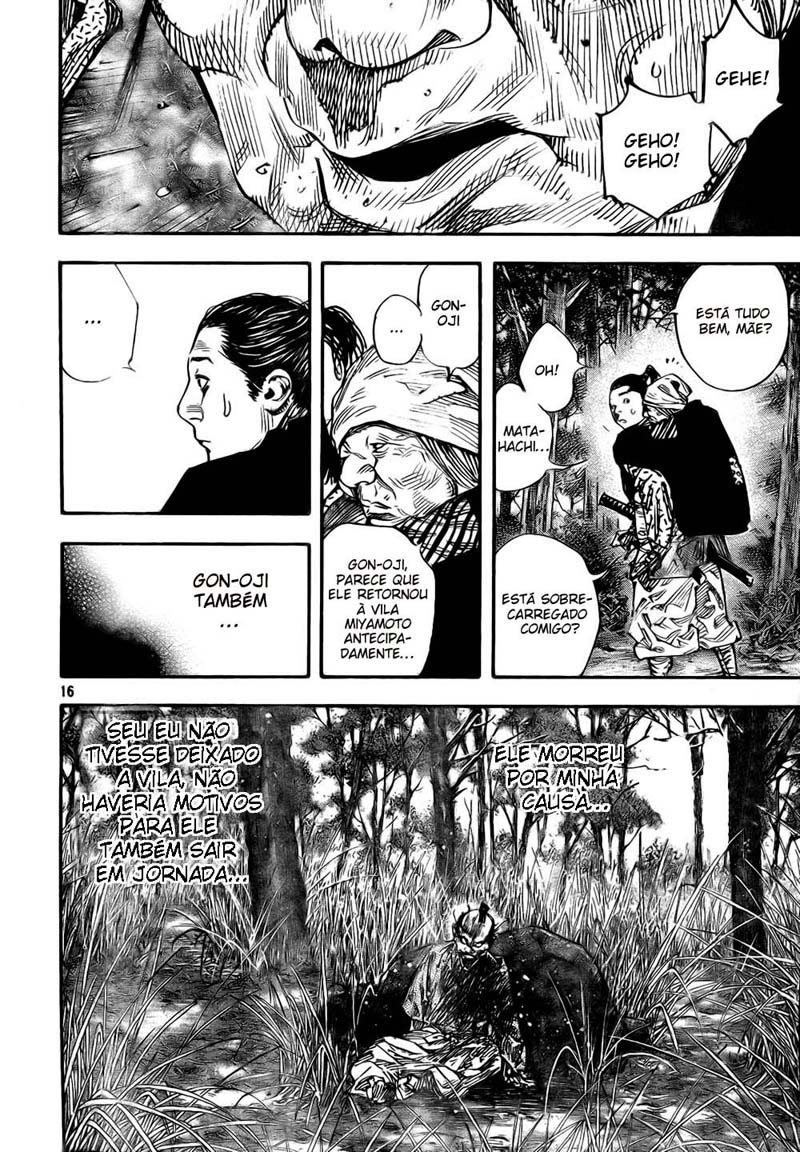 GEHE!
GEHO!
GEHO!
ESTÁ TUDO
BEM, MÃE?
OH!
MATA-
HACHI...
ESTÁ SOBRE-
CARREGADO
COMIGO?
GON-
OJI
...
GON-OJI,
PARECE QUE
ELE RETORNOU
À VILA
MIYAMOTO
ANTECIPA-
DAMENTE...
...
GON-OJI
TAMBÉM
...
16
ELE MORREU
POR MINHA
CAUSA...
SEU EU NÃO
TIVESSE DEIXADO
A VILA, NÃO
HAVERIA MOTIVOS
PARA ELE
TAMBÉM SAIR
EM JORNADA...